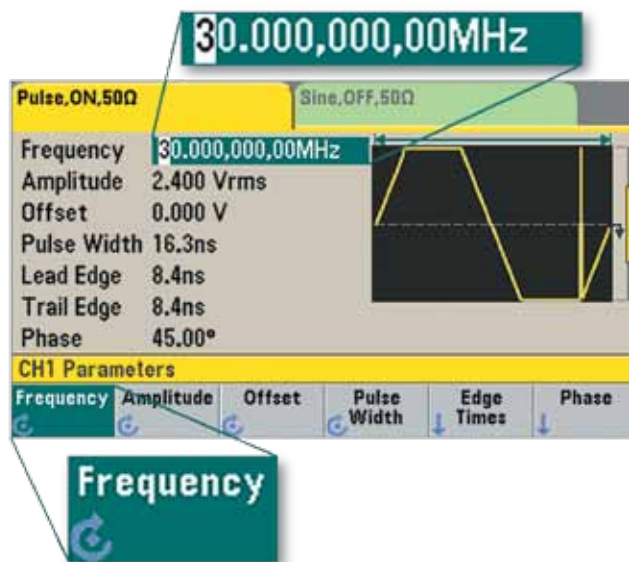 30.000,000,00MHz
Pulse,ON,50Ω
Sine,OFF,50Ω
Frequency 30.000,000,00MHz
Amplitude 2.400 Vrms
Offset 0.000 V
Pulse Width 16.3ns
Lead Edge 8.4ns
Trail Edge 8.4ns
Phase 45.00°
CH1 Parameters
Frequency Amplitude Offset Pulse Width Edge Times Phase
Frequency